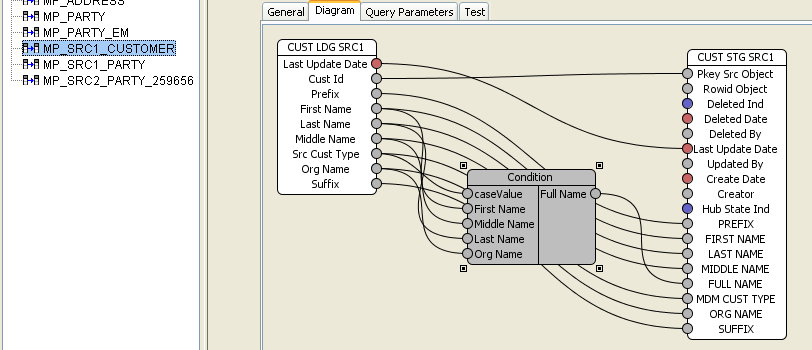 MP_ADDRESS
MP_PARTY
MP_PARTY_EM
MP_SRC1_CUSTOMER
MP_SRC1_PARTY
MP_SRC2_PARTY_259656
General Diagram Query Parameters Test
CUST LDG SRC1
Last Update Date
Cust Id
Prefix
First Name
Last Name
Middle Name
Src Cust Type
Org Name
Suffix
Condition
caseValue Full Name
First Name
Middle Name
Last Name
Org Name
CUST STG SRC1
Pkey Src Object
Rowid Object
Deleted Ind
Deleted Date
Deleted By
Last Update Date
Updated By
Create Date
Creator
Hub State Ind
PREFIX
FIRST NAME
LAST NAME
MIDDLE NAME
FULL NAME
MDM CUST TYPE
ORG NAME
SUFFIX